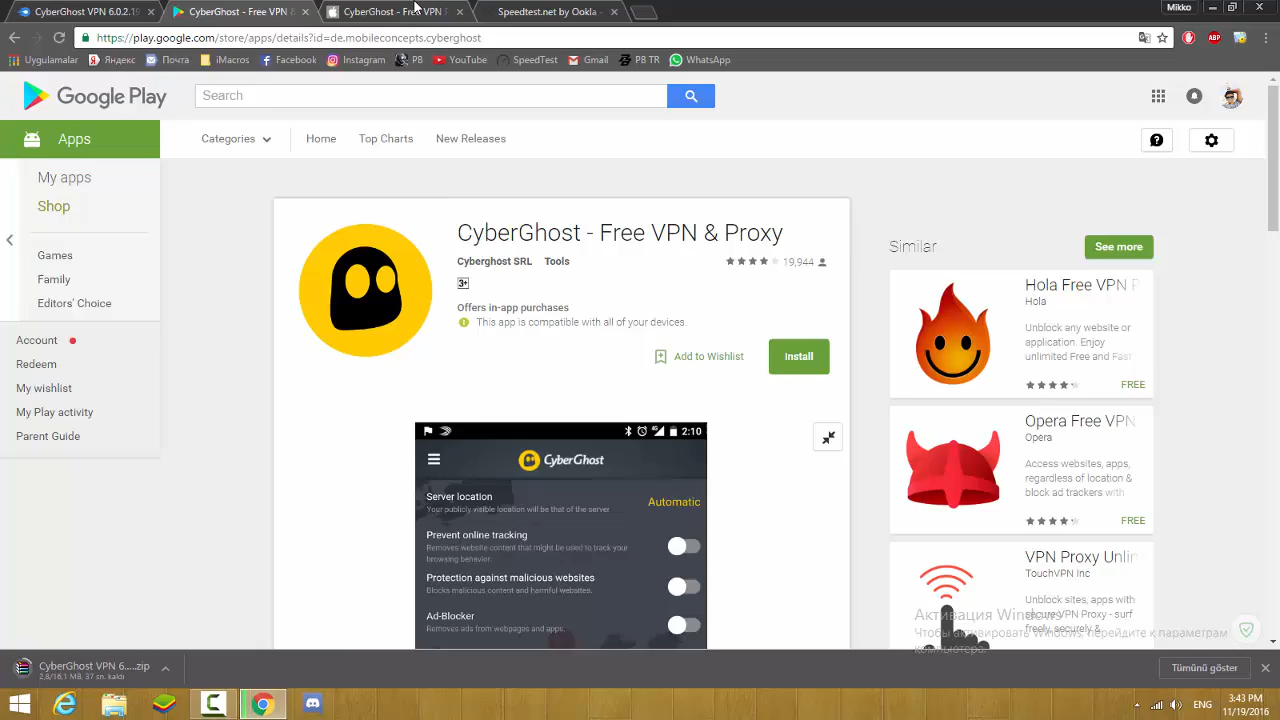 CyberGhost VPN 6.0.2.19
CyberGhost - Free VPN &
CyberGhost - Free VPN
Speedtest.net by Ookla -
Mikko
https://play.google.com/store/apps/details?id=de.mobileconcepts.cyberghost
Uygulamalar
Яндекс
Почта
iMacros
Facebook
Instagram
PB
YouTube
SpeedTest
Gmail
PB TR
WhatsApp
Google Play
Search
Apps
Categories
Home
Top Charts
New Releases
My apps
Shop
Games
Family
Editors' Choice
Account
Redeem
My wishlist
My Play activity
Parent Guide
CyberGhost - Free VPN & Proxy
Cyberghost SRL Tools
19,944
3+
Offers in-app purchases
This app is compatible with all of your devices.
Add to Wishlist
Install
2:10
CyberGhost
Server location
Your publicly visible location will be that of the server
Automatic
Prevent online tracking
Removes website content that might be used to track your
browsing behavior.
Protection against malicious websites
Blocks malicious content and harmful websites.
Ad-Blocker
Removes ads from webpages and apps.
Similar
See more
Hola Free VPN P
Hola
Unblock any website or
application. Enjoy
unlimited Free and Fast
FREE
Opera Free VPN
Opera
Access websites, apps,
regardless of location &
block ad trackers with
FREE
VPN Proxy Unlim
TouchVPN Inc
Unblock sites, apps with
secure VPN Proxy - surf
freely, securely &
Активация Windows
Чтобы активировать Windows, перейдите к параметрам
компьютера.
CyberGhost VPN 6.....zip
2,8/16,1 MB, 37 sn. kaldı
Tümünü göster
ENG
3:43 PM
11/19/2016